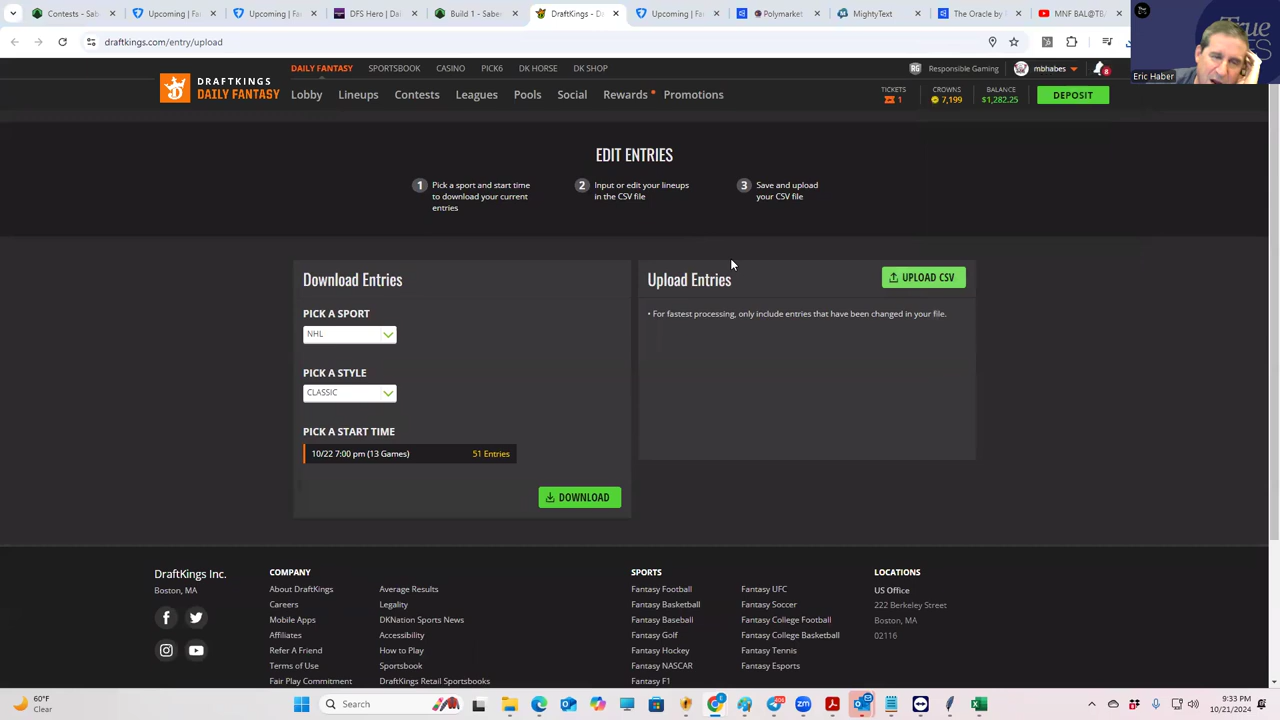 Contests - Sa
Upcoming (Fa
DFS Hero | Da
Build 1 - Sabe
DraftKings - D
Upcoming | F
Polymarket
MightyText
The Oracle by
MNF BAL@TB
draftkings.com/entry/upload
True
Eric Haber
DRAFTKINGS
DAILY FANTASY
DAILY FANTASY SPORTSBOOK CASINO PICK6 DK HORSE DK SHOP
RG Responsible Gaming mbhabes 8
Lobby Lineups Contests Leagues Pools Social Rewards Promotions
TICKETS CROWNS BALANCE
1 7,199 $1,282.25
DEPOSIT
EDIT ENTRIES
1 Pick a sport and start time
to download your current
entries
2 Input or edit your lineups
in the CSV file
3 Save and upload
your CSV file
Download Entries
PICK A SPORT
NHL
PICK A STYLE
CLASSIC
PICK A START TIME
10/22 7:00 pm (13 Games) 51 Entries
DOWNLOAD
Upload Entries
UPLOAD CSV
• For fastest processing, only include entries that have been changed in your file.
DraftKings Inc.
Boston, MA
COMPANY
About DraftKings
Careers
Mobile Apps
Affiliates
Refer A Friend
Terms of Use
Fair Play Commitment
Average Results
Legality
DKNation Sports News
Accessibility
How to Play
Sportsbook
DraftKings Retail Sportsbooks
SPORTS
Fantasy Football
Fantasy Basketball
Fantasy Baseball
Fantasy Golf
Fantasy Hockey
Fantasy NASCAR
Fantasy F1
Fantasy UFC
Fantasy Soccer
Fantasy College Football
Fantasy College Basketball
Fantasy Tennis
Fantasy Esports
LOCATIONS
US Office
222 Berkeley Street
Boston, MA
02116
60°F
Clear
Search
9:33 PM
10/21/2024